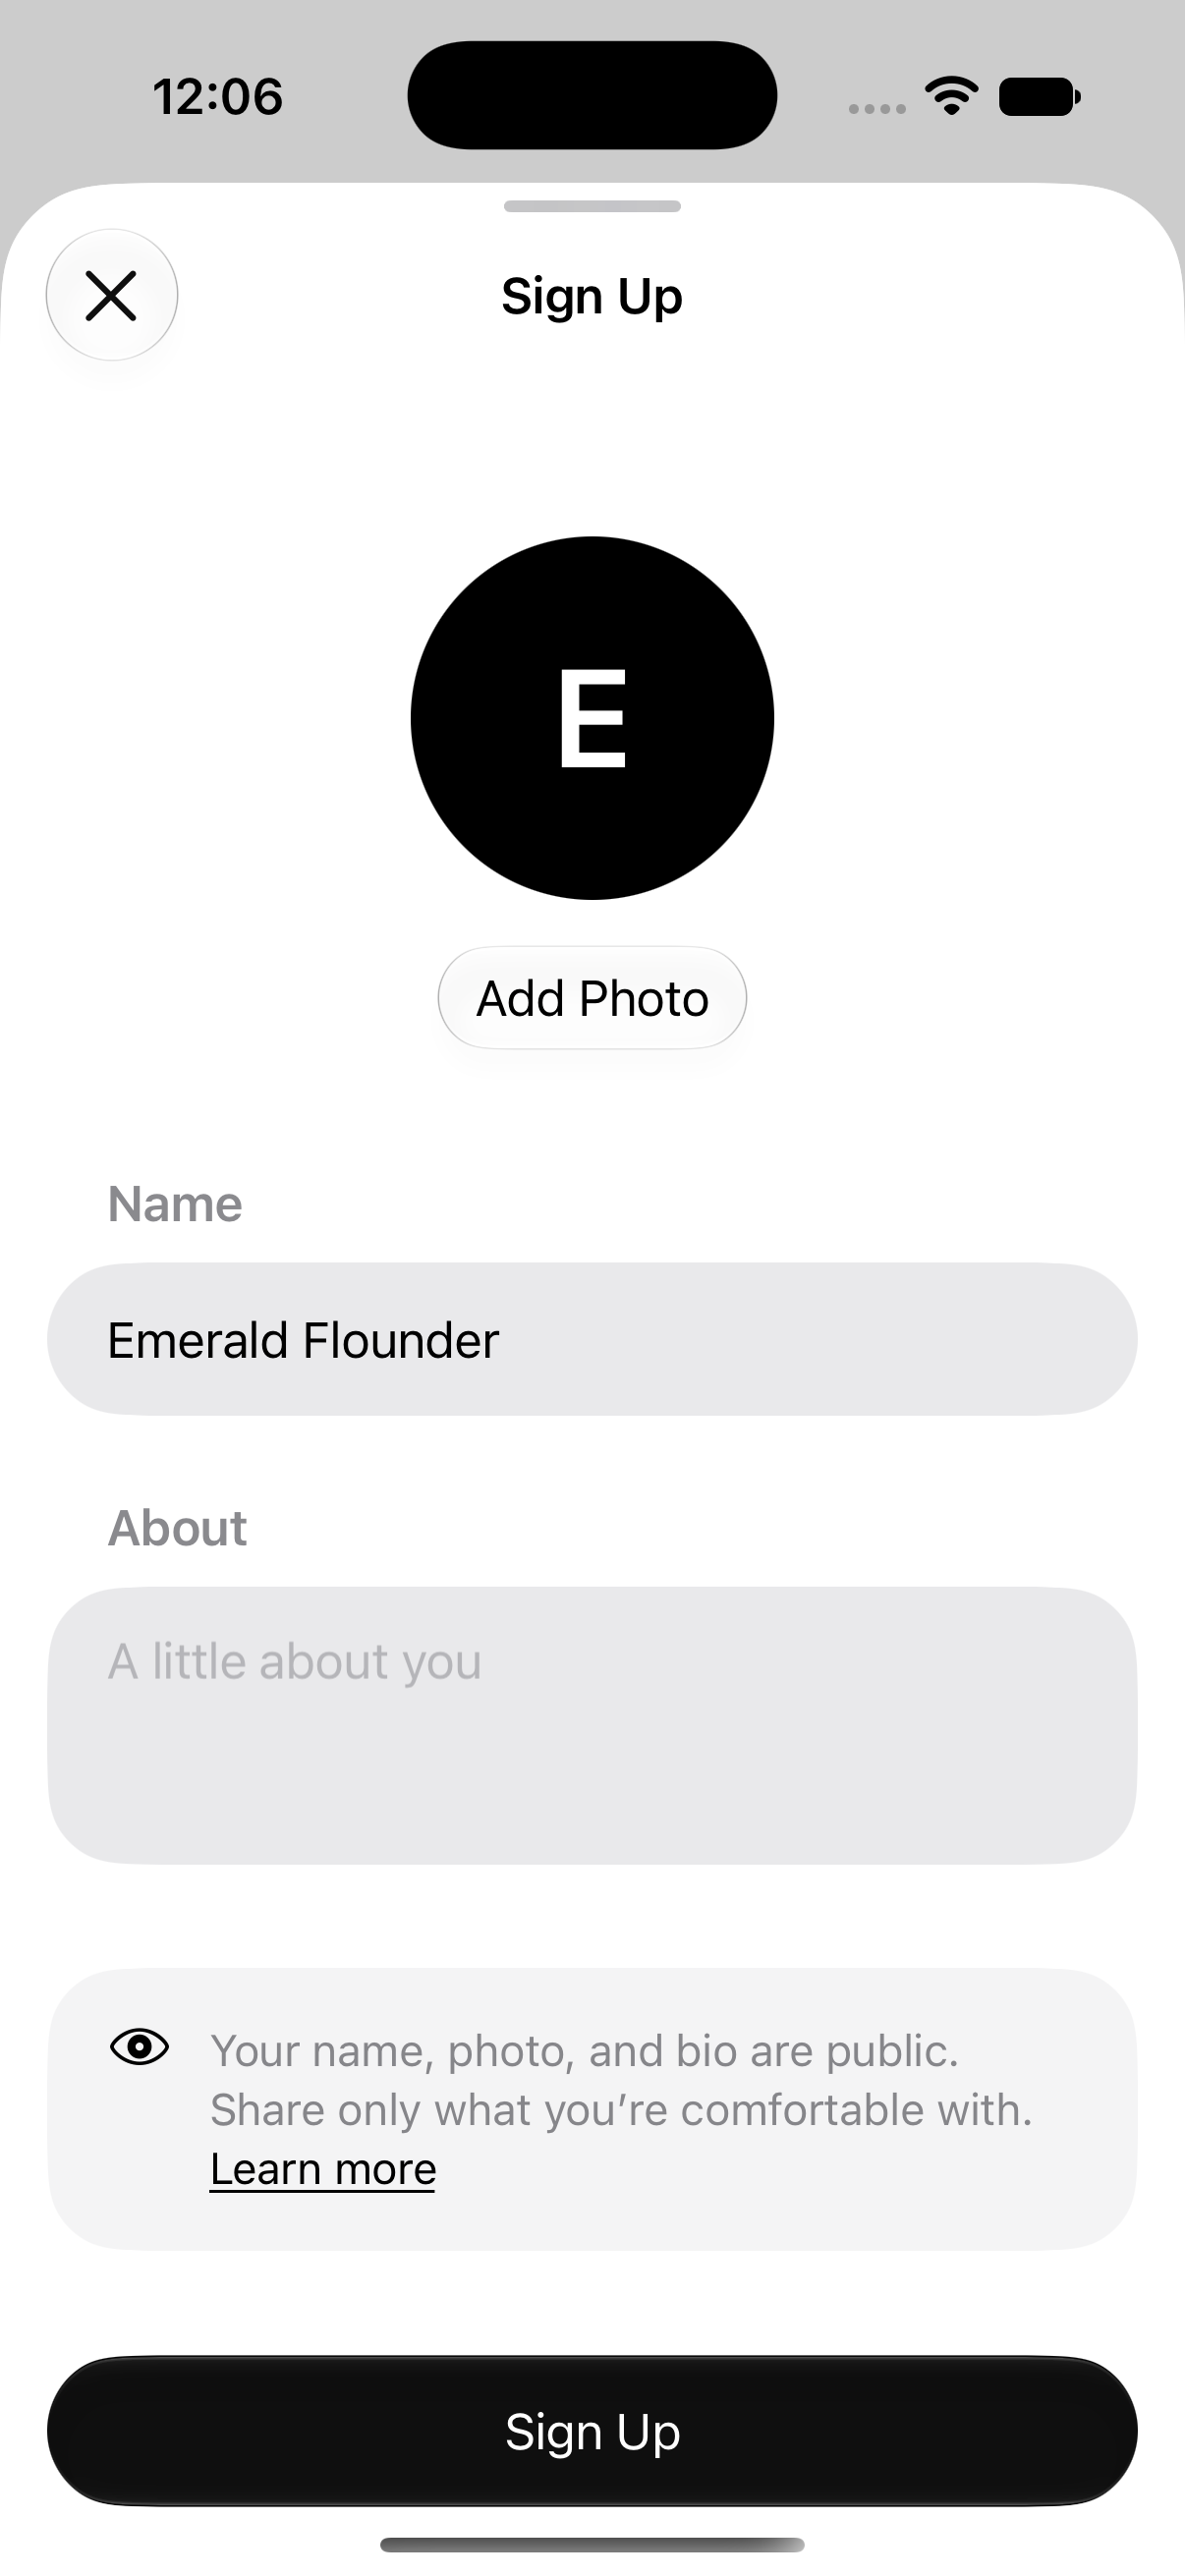 12:06
Sign Up
E
Add Photo
Name
Emerald Flounder
About
A little about you
Your name, photo, and bio are public.
Share only what you’re comfortable with.
Learn more
Sign Up